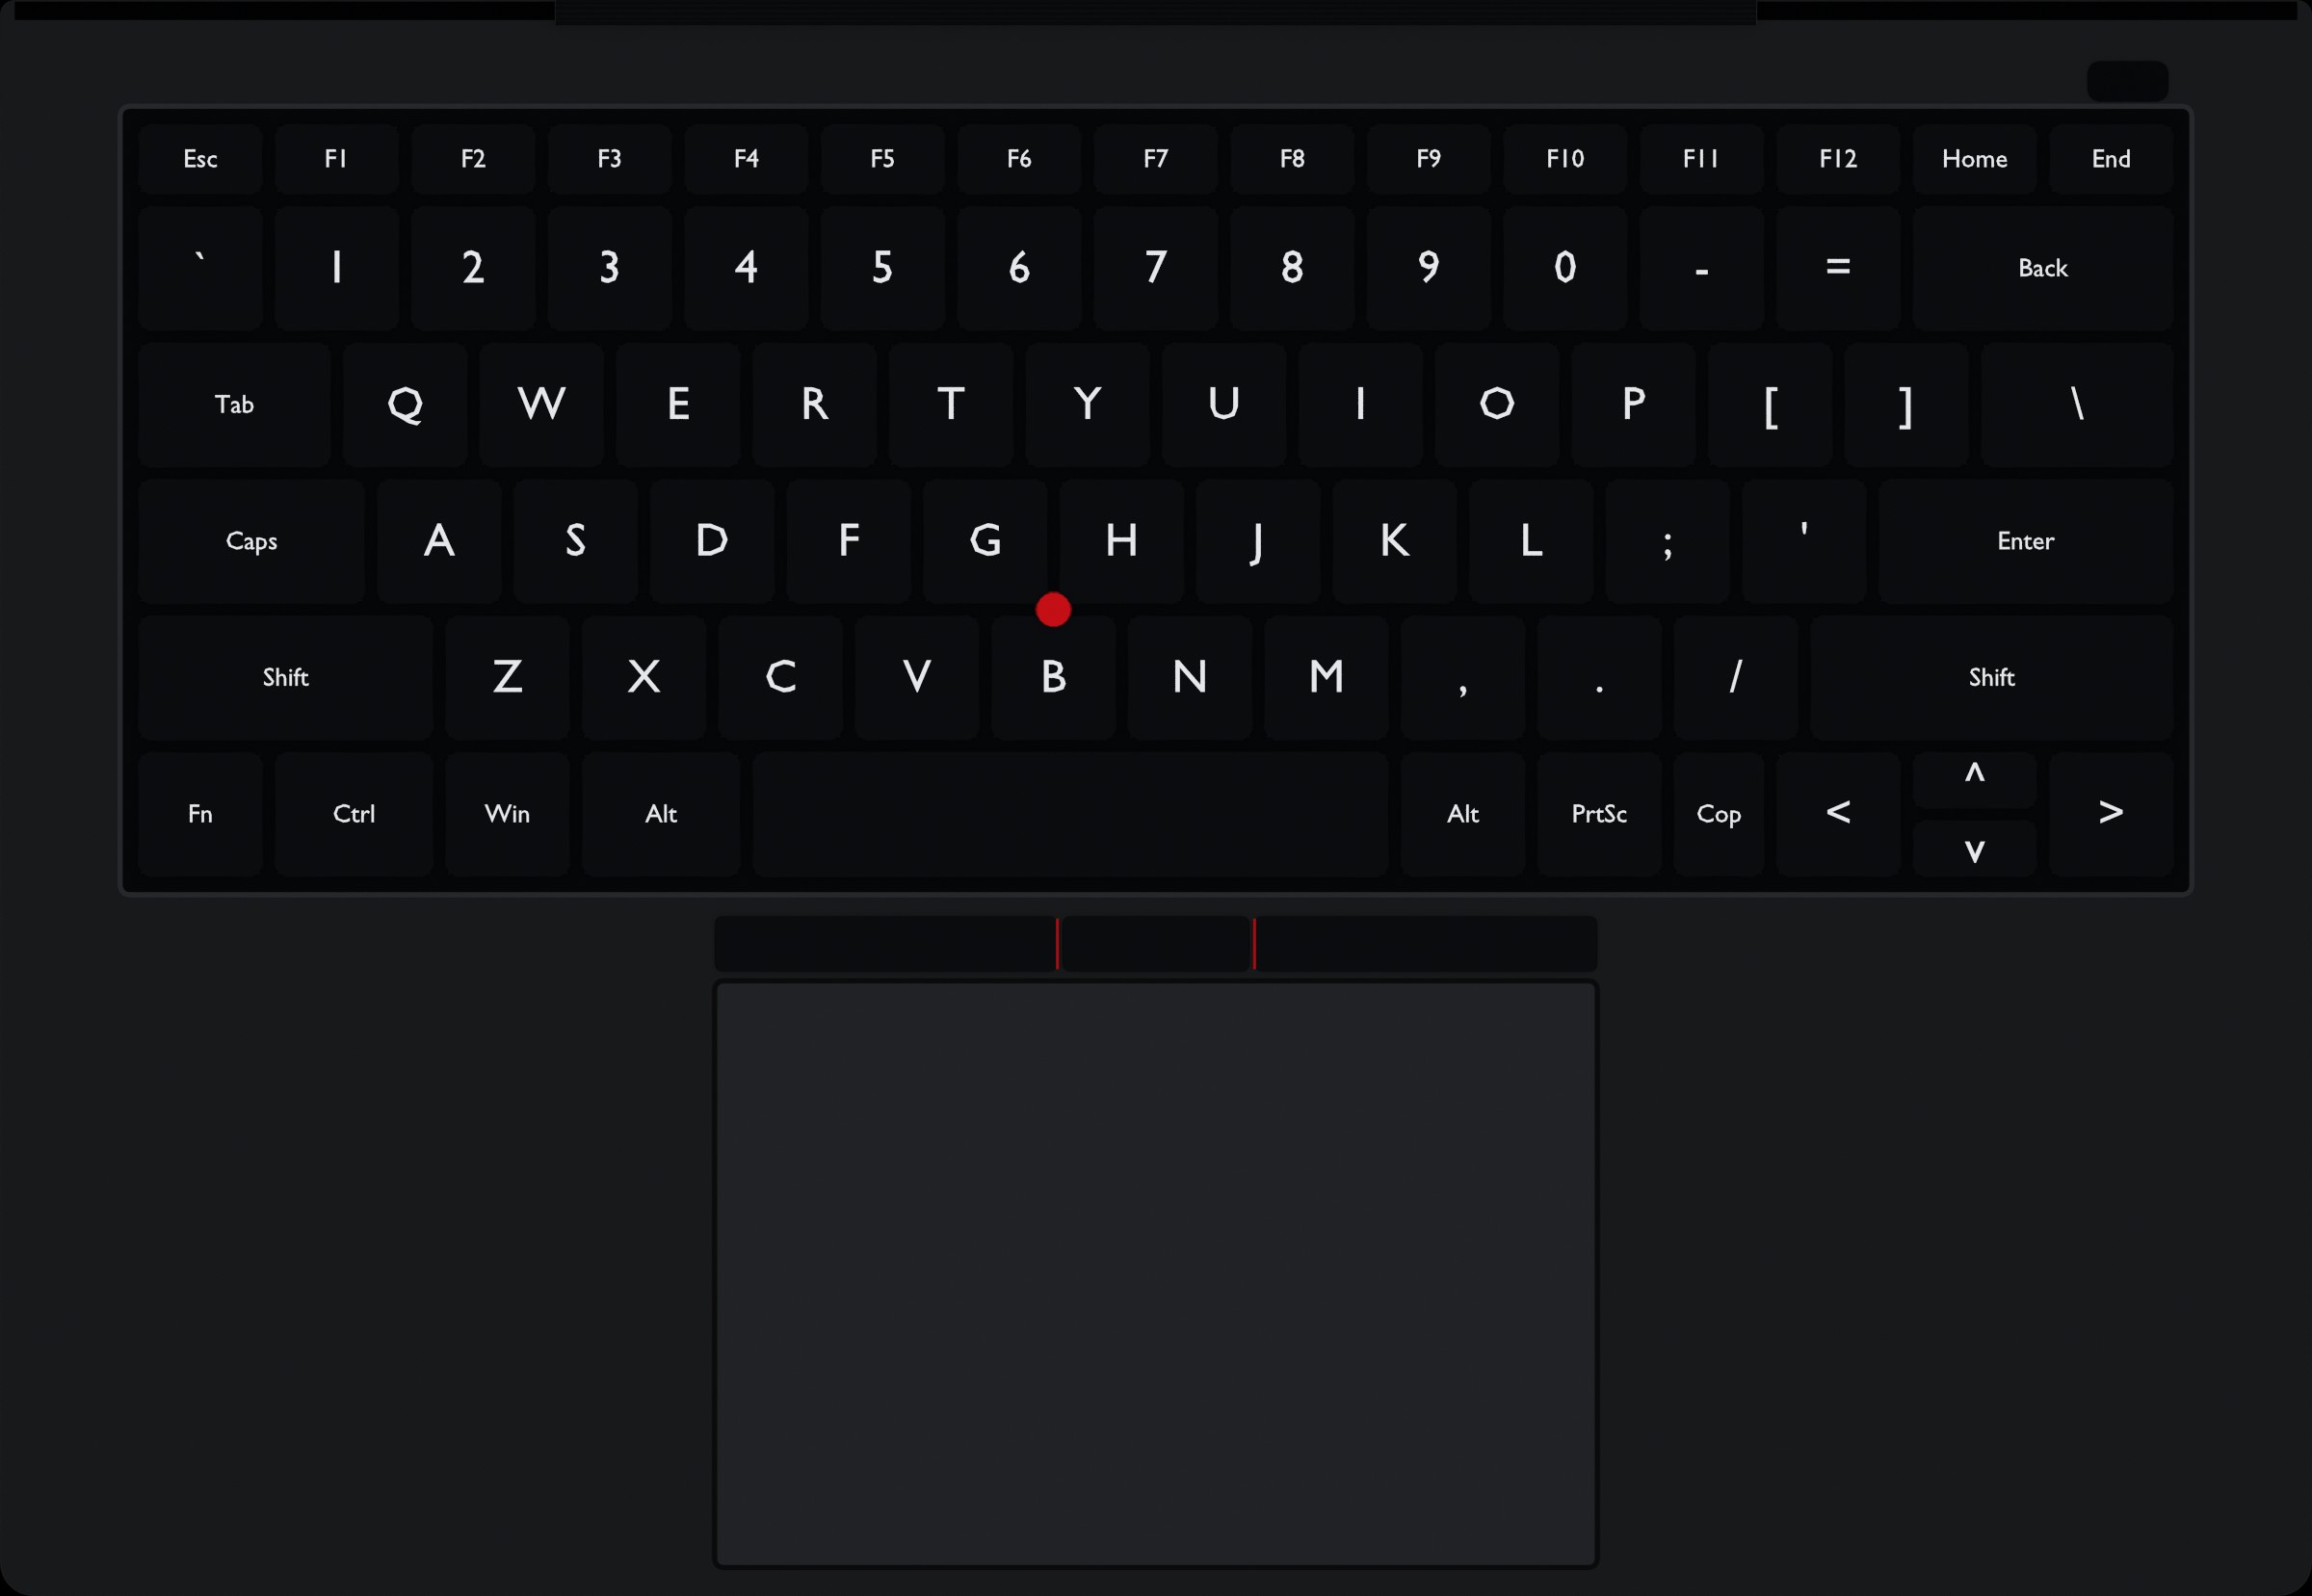 Esc F1 F2 F3 F4 F5 F6 F7 F8 F9 F10 F11 F12 Home End
` 1 2 3 4 5 6 7 8 9 0 - = Back
Tab Q W E R T Y U I O P [ ] \
Caps A S D F G H J K L ; ' Enter
Shift Z X C V B N M , . / Shift
Fn Ctrl Win Alt Alt PrtSc Cop < ^ v >